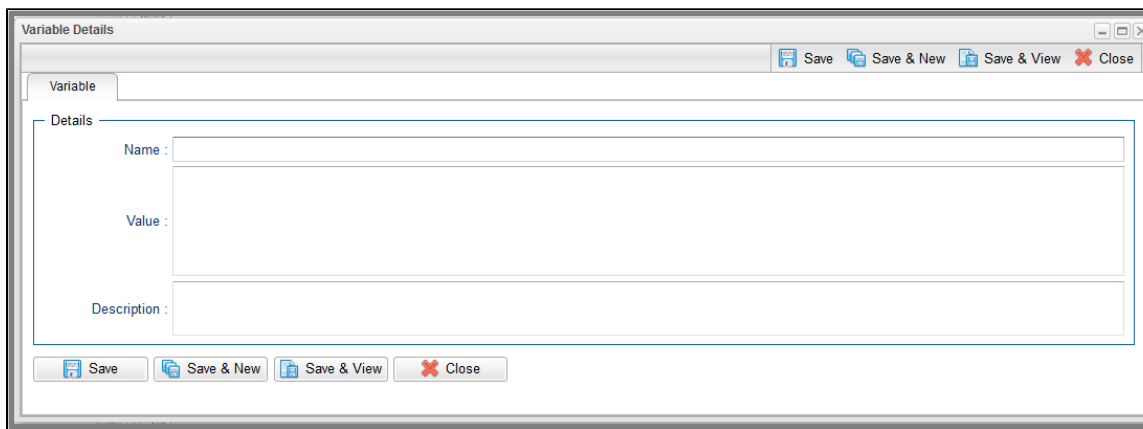 Variable Details
Save Save & New Save & View Close
Variable
Details
Name :
Value :
Description :
Save Save & New Save & View Close